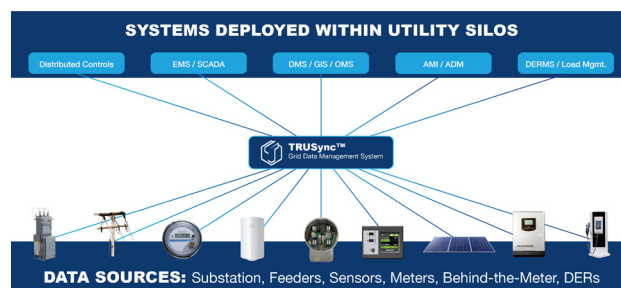 SYSTEMS DEPLOYED WITHIN UTILITY SILOS
Distributed Controls
EMS / SCADA
DMS / GIS / OMS
AMI / ADM
DERMS / Load Mgmt.
TRUSync™
Grid Data Management System
DATA SOURCES: Substation, Feeders, Sensors, Meters, Behind-the-Meter, DERs